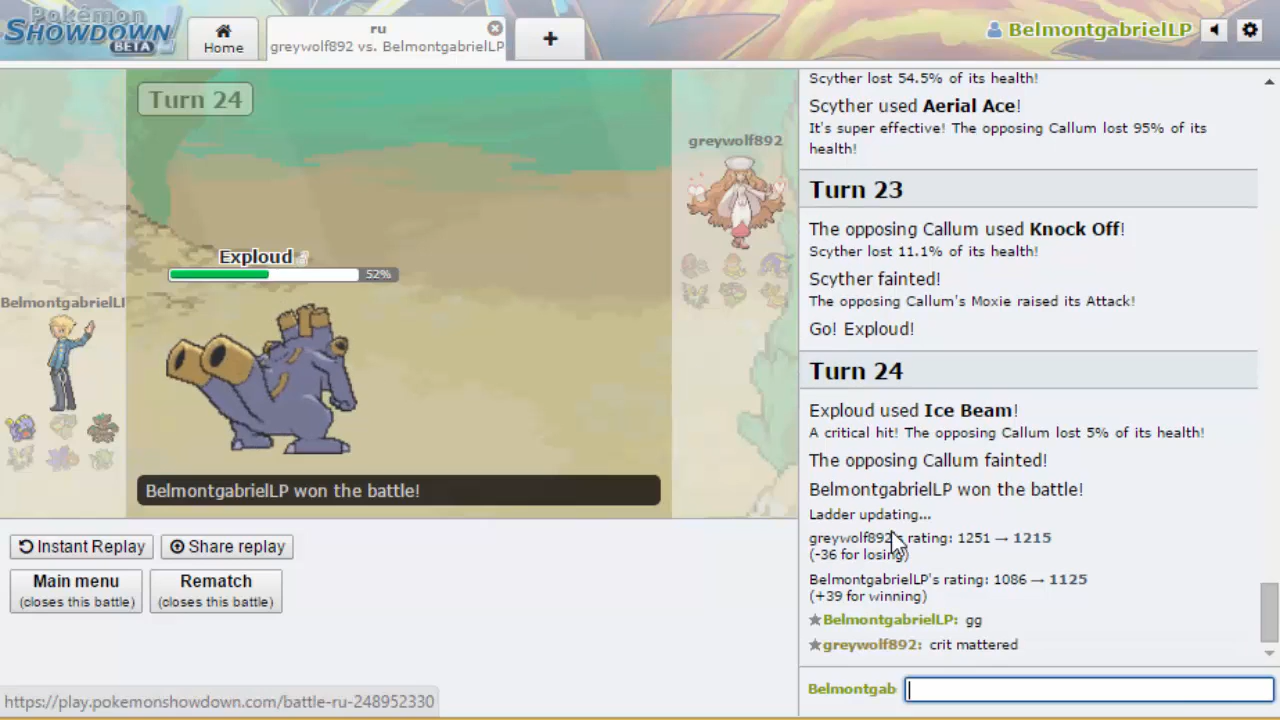 Pokémon
SHOWDOWN
BETA
Home
ru
greywolf892 vs. BelmontgabrielLP
+
BelmontgabrielLP
Turn 24
greywolf892
Exploud
52%
BelmontgabrielLI
BelmontgabrielLP won the battle!
Instant Replay
Share replay
Main menu
(closes this battle)
Rematch
(closes this battle)
https://play.pokemonshowdown.com/battle-ru-248952330
Scyther lost 54.5% of its health!
Scyther used Aerial Ace!
It's super effective! The opposing Callum lost 95% of its
health!
Turn 23
The opposing Callum used Knock Off!
Scyther lost 11.1% of its health!
Scyther fainted!
The opposing Callum's Moxie raised its Attack!
Go! Exploud!
Turn 24
Exploud used Ice Beam!
A critical hit! The opposing Callum lost 5% of its health!
The opposing Callum fainted!
BelmontgabrielLP won the battle!
Ladder updating...
greywolf892's rating: 1251 → 1215
(-36 for losing)
BelmontgabrielLP's rating: 1086 → 1125
(+39 for winning)
★BelmontgabrielLP: gg
★greywolf892: crit mattered
Belmontgab